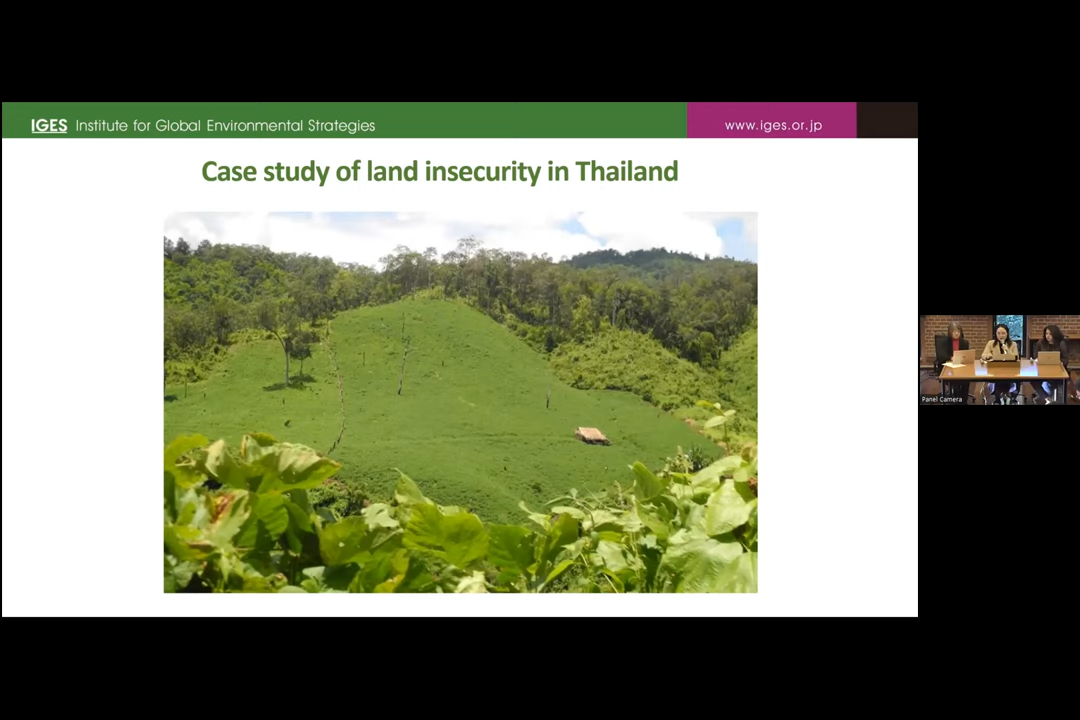 IGES Institute for Global Environmental Strategies
www.iges.or.jp
Case study of land insecurity in Thailand
Panel Camera